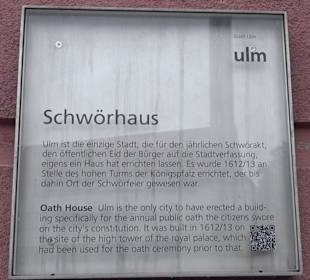 Stadt Ulm
ulm
Schwörhaus
Ulm ist die einzige Stadt, die für den jährlichen Schwörakt,
den öffentlichen Eid der Bürger auf die Stadtverfassung,
eigens ein Haus hat errichten lassen. Es wurde 1612/13 an
Stelle des hohen Turms der Königspfalz errichtet, der bis
dahin Ort der Schwörfeier gewesen war.
Oath House Ulm is the only city to have erected a build-
ing specifically for the annual public oath the citizens swore
on the city's constitution. It was built in 1612/13 on
the site of the high tower of the royal palace, which
had been used for the oath ceremony prior to that.